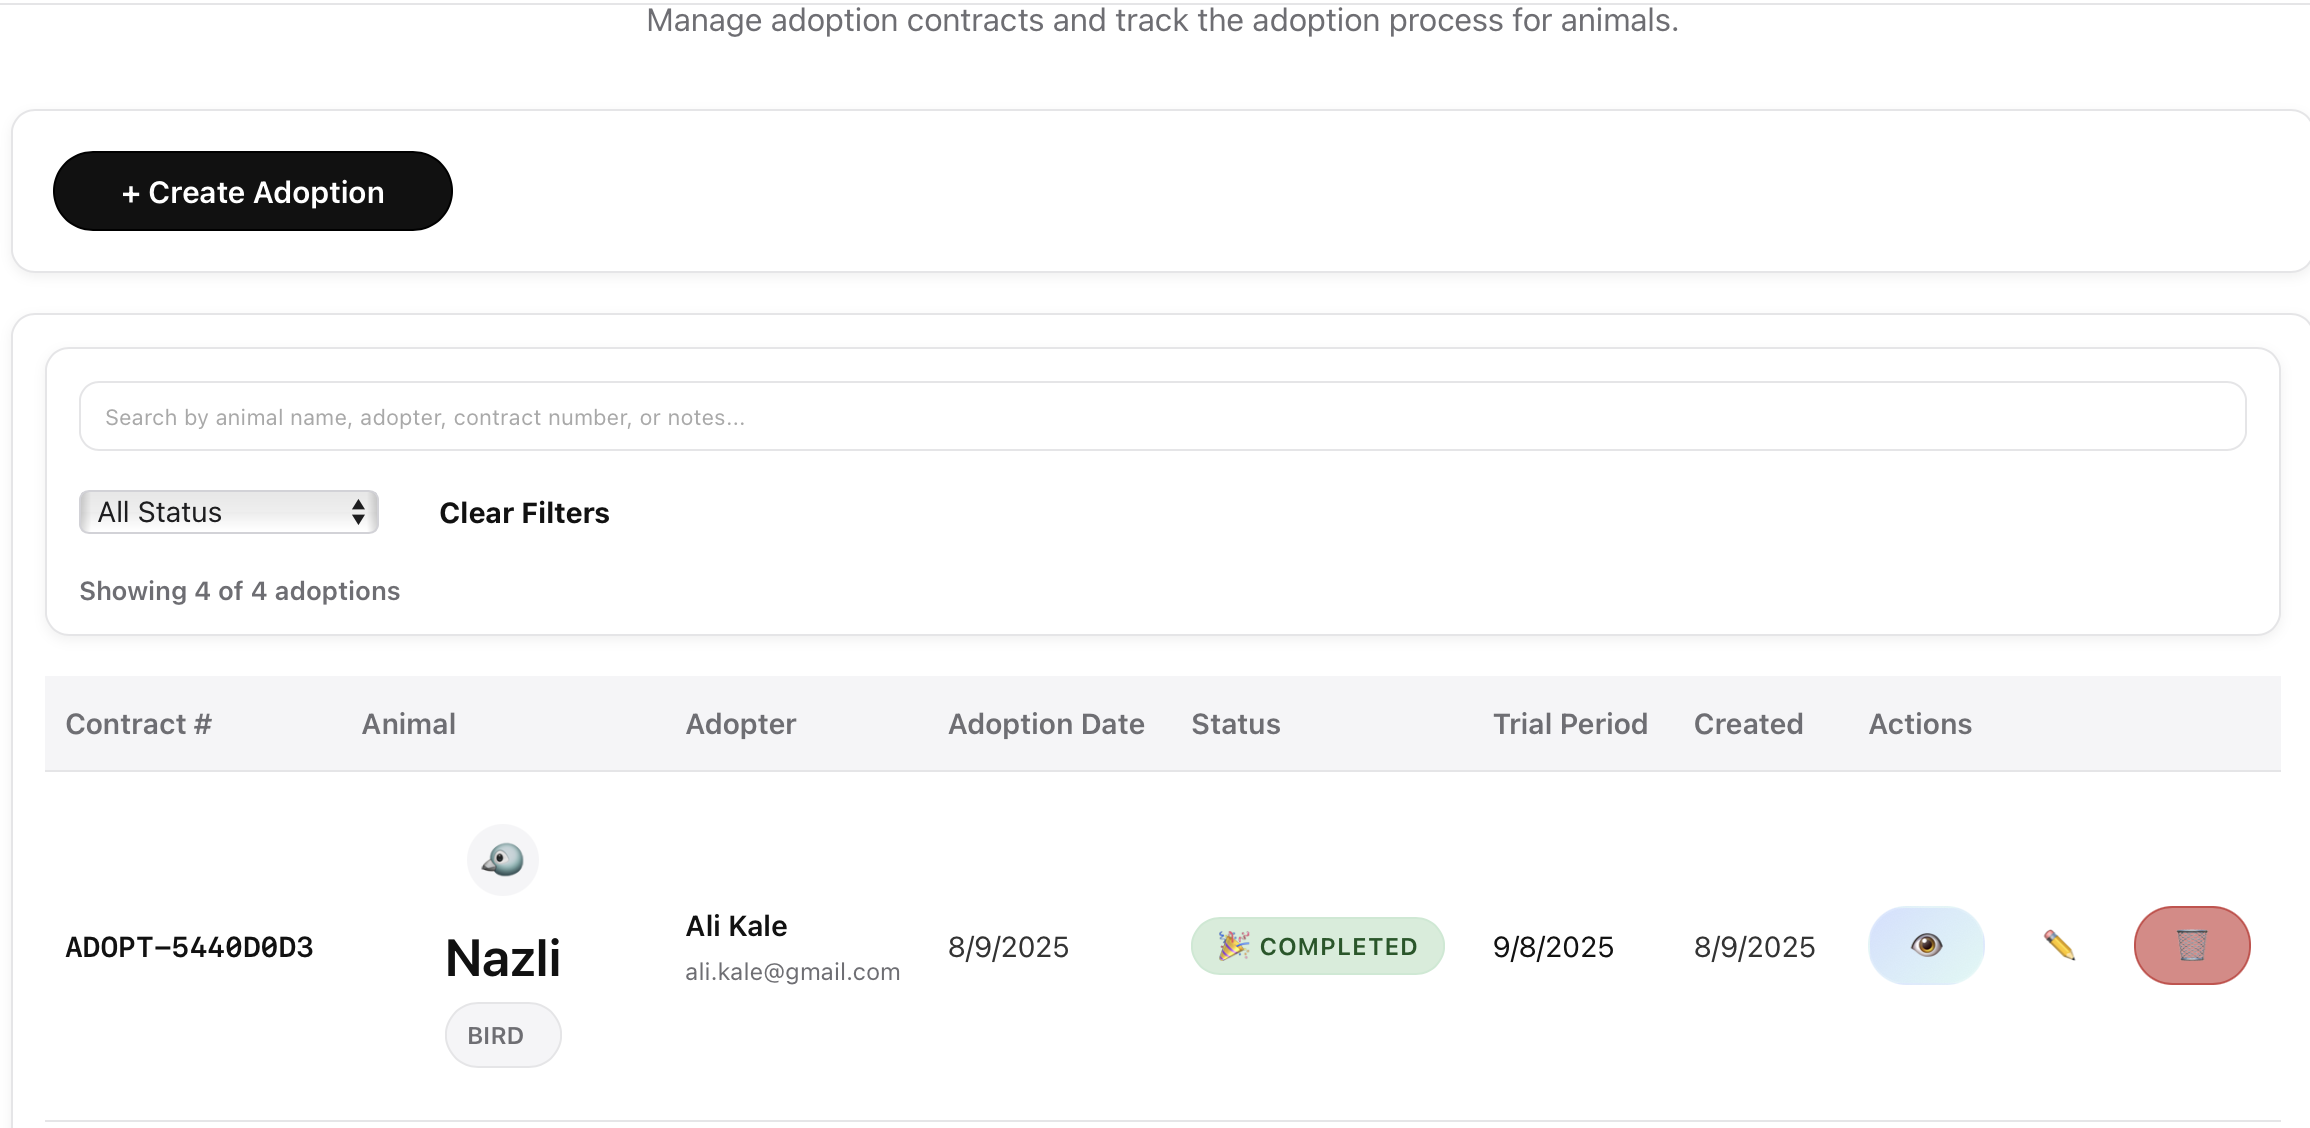 Manage adoption contracts and track the adoption process for animals.
+ Create Adoption
Search by animal name, adopter, contract number, or notes...
All Status
Clear Filters
Showing 4 of 4 adoptions
Contract # Animal Adopter Adoption Date Status Trial Period Created Actions
ADOPT-5440D0D3
Nazli
BIRD
Ali Kale
ali.kale@gmail.com
8/9/2025
🎉 COMPLETED
9/8/2025
8/9/2025